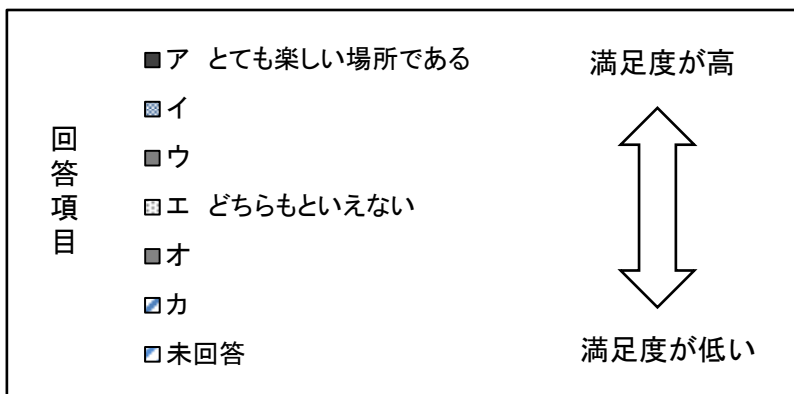 回答項目
ア とても楽しい場所である
イ
ウ
エ どちらもといえない
オ
カ
未回答
満足度が高
満足度が低い